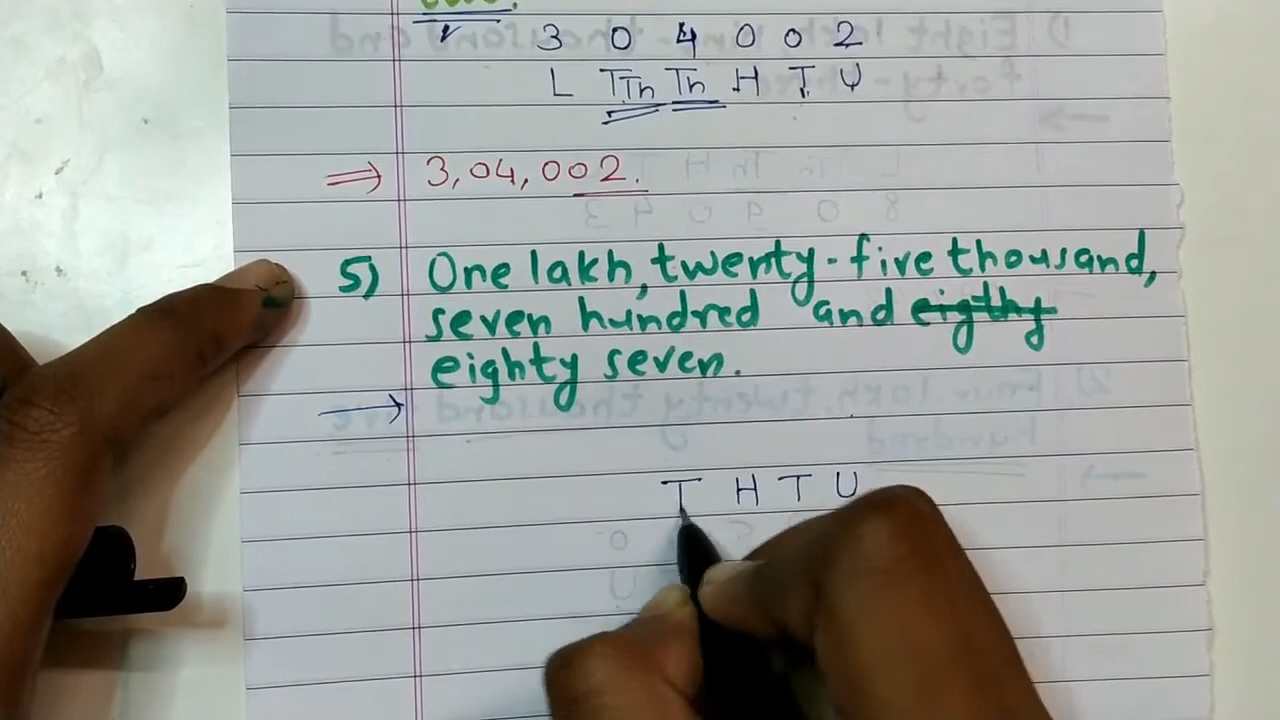 3 0 4 0 0 2
L TTh Th H T U
⇒ 3,04,002.
5) One lakh, twenty-five thousand,
seven hundred and eigthy
eighty seven.
→
T H T U